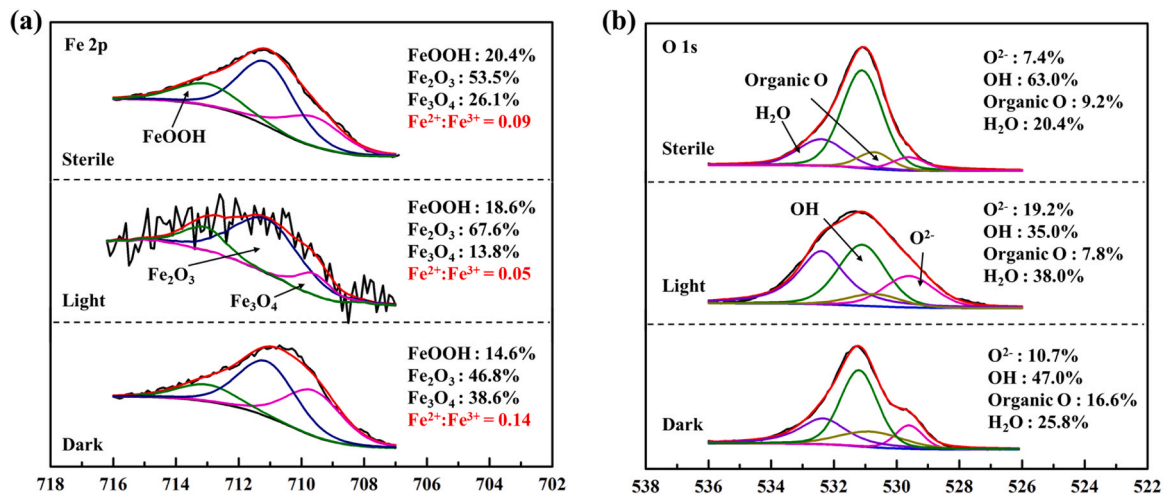 (a)
Fe 2p
FeOOH : 20.4%
Fe₂O₃ : 53.5%
Fe₃O₄ : 26.1%
Fe²⁺:Fe³⁺ = 0.09
FeOOH
Sterile
FeOOH : 18.6%
Fe₂O₃ : 67.6%
Fe₃O₄ : 13.8%
Fe²⁺:Fe³⁺ = 0.05
Fe₂O₃
Fe₃O₄
Light
FeOOH : 14.6%
Fe₂O₃ : 46.8%
Fe₃O₄ : 38.6%
Fe²⁺:Fe³⁺ = 0.14
Dark
718 716 714 712 710 708 706 704 702
(b)
O 1s
O²⁻ : 7.4%
OH : 63.0%
Organic O : 9.2%
H₂O : 20.4%
Organic O
H₂O
Sterile
O²⁻ : 19.2%
OH : 35.0%
Organic O : 7.8%
H₂O : 38.0%
OH
O²⁻
Light
O²⁻ : 10.7%
OH : 47.0%
Organic O : 16.6%
H₂O : 25.8%
Dark
538 536 534 532 530 528 526 524 522